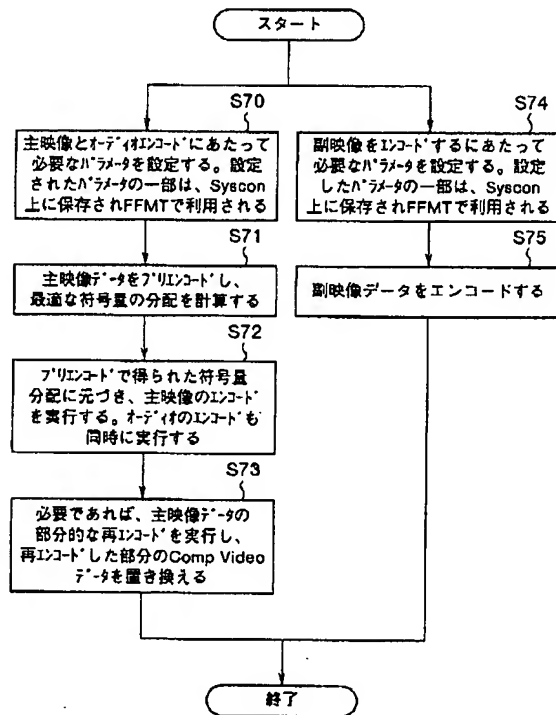 スタート
S70
主映像とオーディオエンコードにあたって
必要なパラメータを設定する。設定
されたパラメータの一部は、Syscon
上に保存されFFMTで利用される
S71
主映像データをプリエンコードし、
最適な符号量の分配を計算する
S72
プリエンコードで得られた符号量
分配に元づき、主映像のエンコード
を実行する。オーディオのエンコードも
同時に実行する
S73
必要であれば、主映像データの
部分的な再エンコードを実行し、
再エンコードした部分のComp Video
データを置き換える
S74
副映像をエンコードするにあたって
必要なパラメータを設定する。設定
したパラメータの一部は、Syscon
上に保存されFFMTで利用される
S75
副映像データをエンコードする
終了